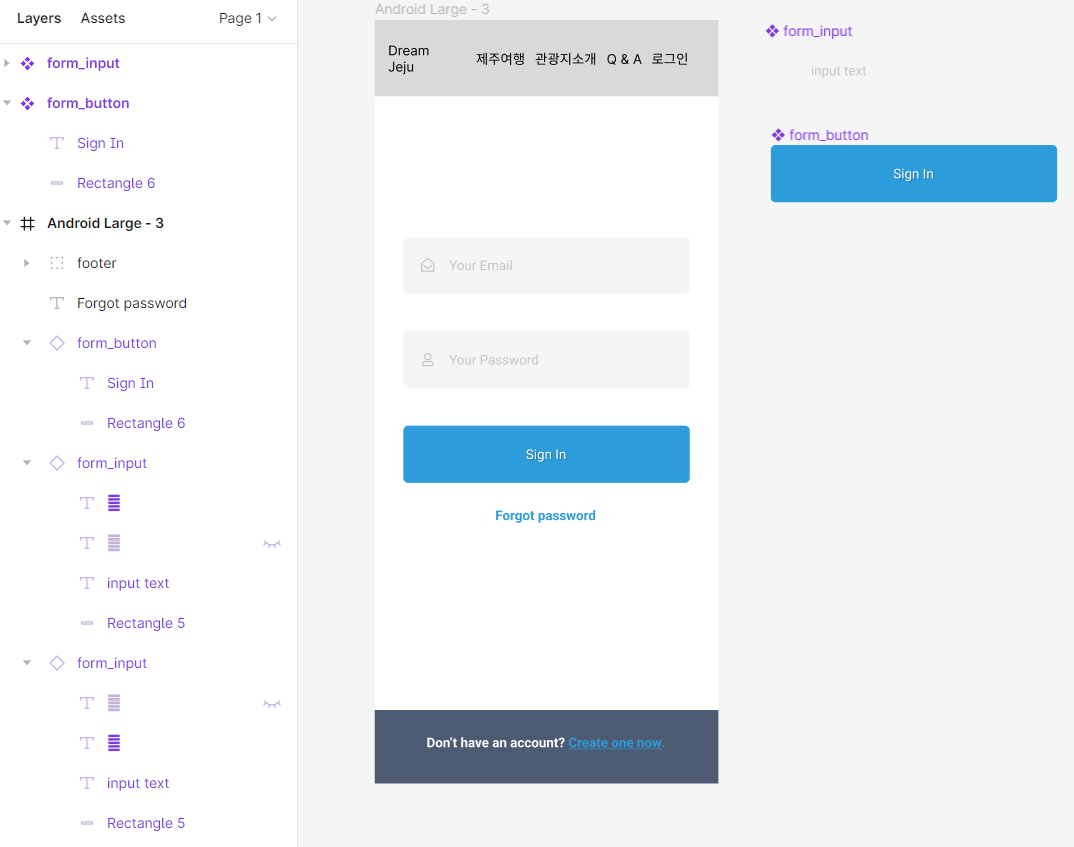 Layers Assets Page 1
form_input
form_button
Sign In
Rectangle 6
Android Large - 3
footer
Forgot password
form_button
Sign In
Rectangle 6
form_input
input text
Rectangle 5
form_input
input text
Rectangle 5
Android Large - 3
Dream
Jeju
제주여행 관광지소개 Q & A 로그인
Your Email
Your Password
Sign In
Forgot password
Don't have an account? Create one now.
form_input
input text
form_button
Sign In